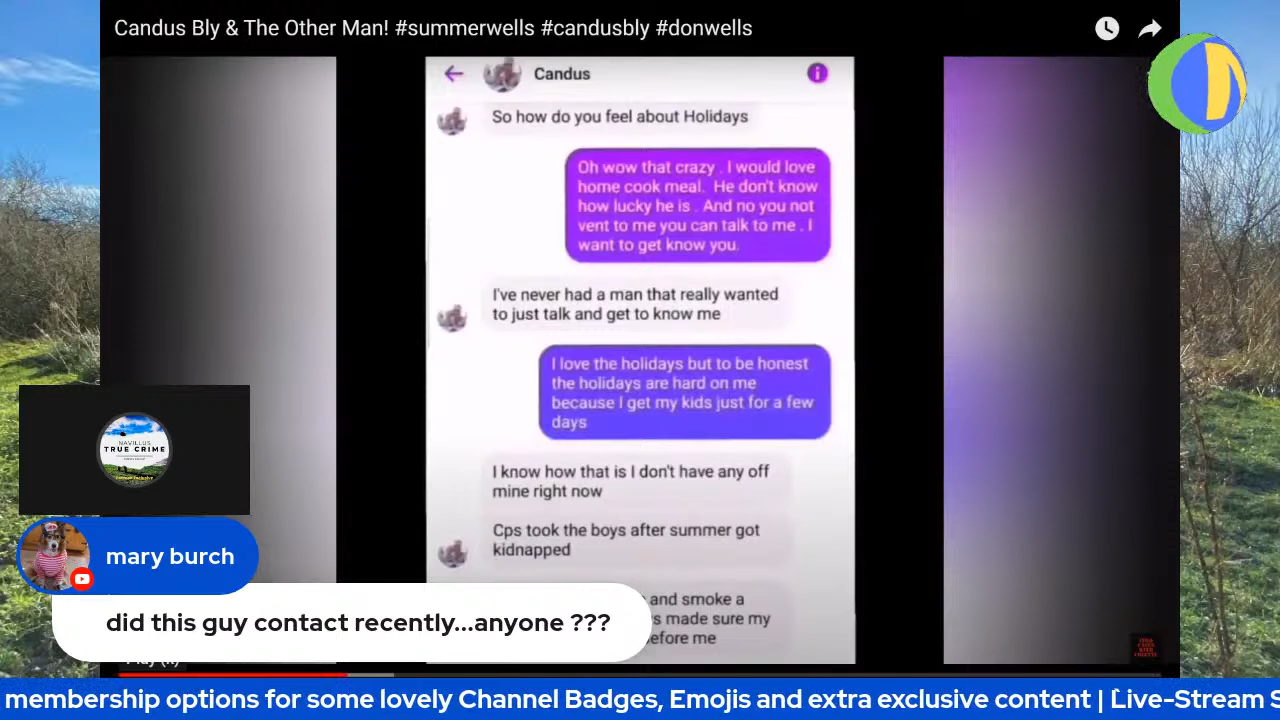 Candus Bly & The Other Man! #summerwells #candusbly #donwells
Candus
So how do you feel about Holidays
Oh wow that crazy . I would love
home cook meal. He don't know
how lucky he is . And no you not
vent to me you can talk to me . I
want to get know you.
I've never had a man that really wanted
to just talk and get to know me
I love the holidays but to be honest
the holidays are hard on me
because I get my kids just for a few
days
I know how that is I don't have any off
mine right now
Cps took the boys after summer got
kidnapped
and smoke a
made sure my
before me
NAVILLUS
TRUE CRIME
mary burch
did this guy contact recently...anyone ???
membership options for some lovely Channel Badges, Emojis and extra exclusive content | Live-Stream S